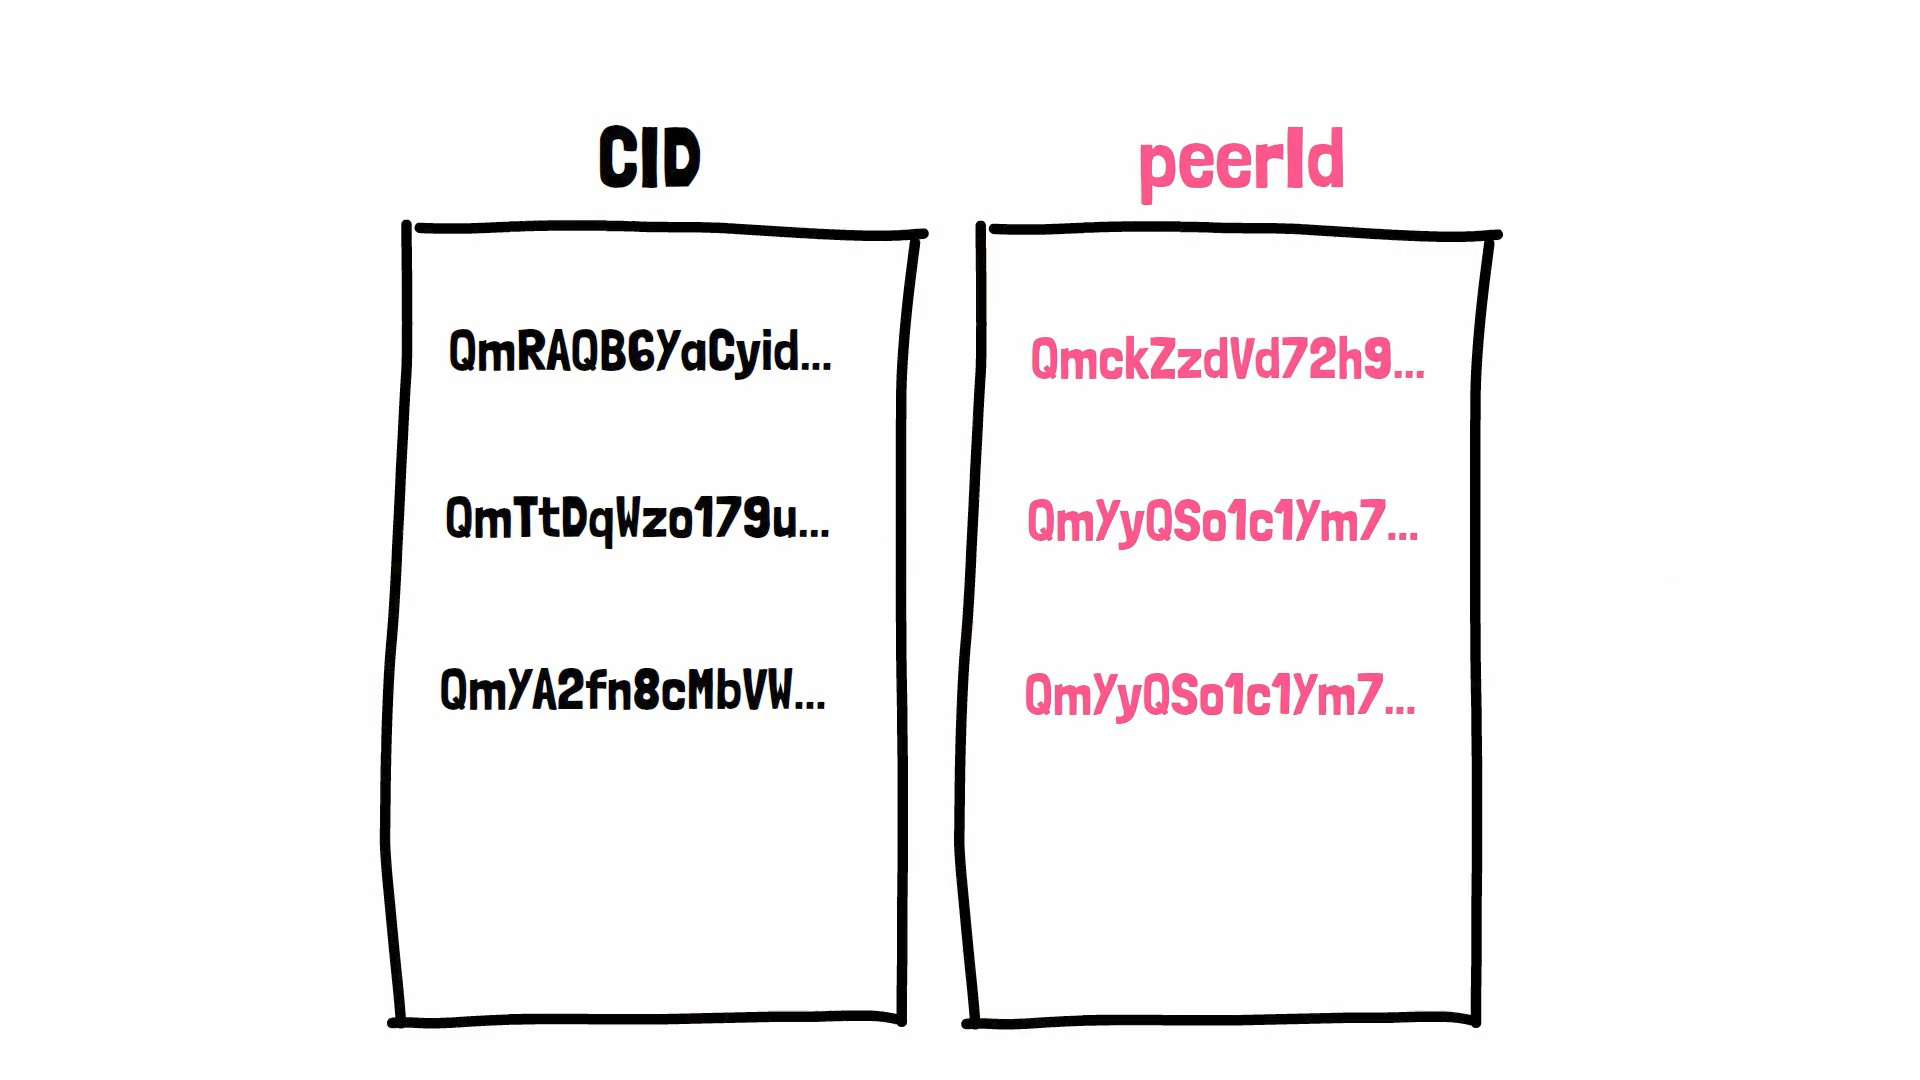 CID peerId
QmRAQB6YaCyid... QmckZzdVd72h9...
QmTtDqWzo179u... QmYyQSo1c1Ym7...
QmYA2fn8cMbVW... QmYyQSo1c1Ym7...